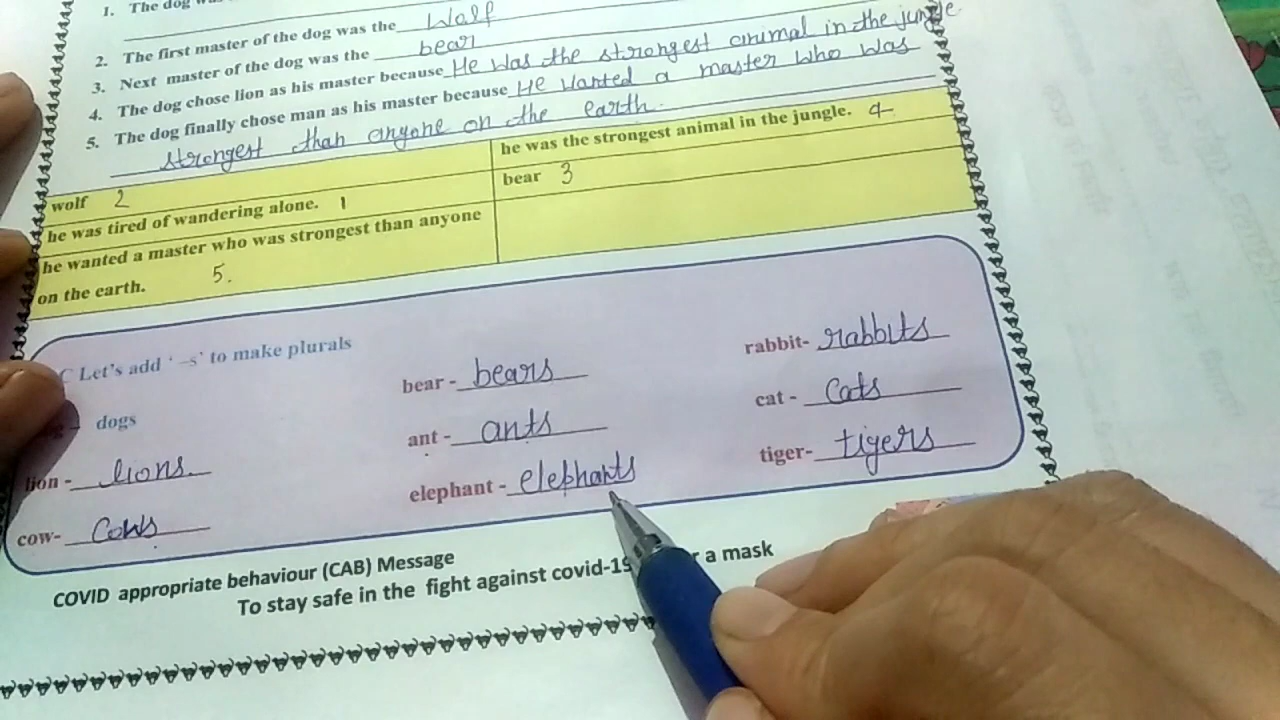 1. The dog
2. The first master of the dog was the Walf
3. Next master of the dog was the bear
4. The dog chose lion as his master because He was the strongest animal in the jungle.
5. The dog finally chose man as his master because He wanted a master who was
strongest than anyone on the earth.
wolf 2
he was the strongest animal in the jungle. 4
he was tired of wandering alone. 1
bear 3
he wanted a master who was strongest than anyone
on the earth. 5.
C Let's add '–s' to make plurals
dogs
bear - bears
rabbit- rabbits
lion - lions
ant - ants
cat - cats
cow- cows
elephant - elephants
tiger- tigers
COVID appropriate behaviour (CAB) Message
To stay safe in the fight against covid-19 a mask